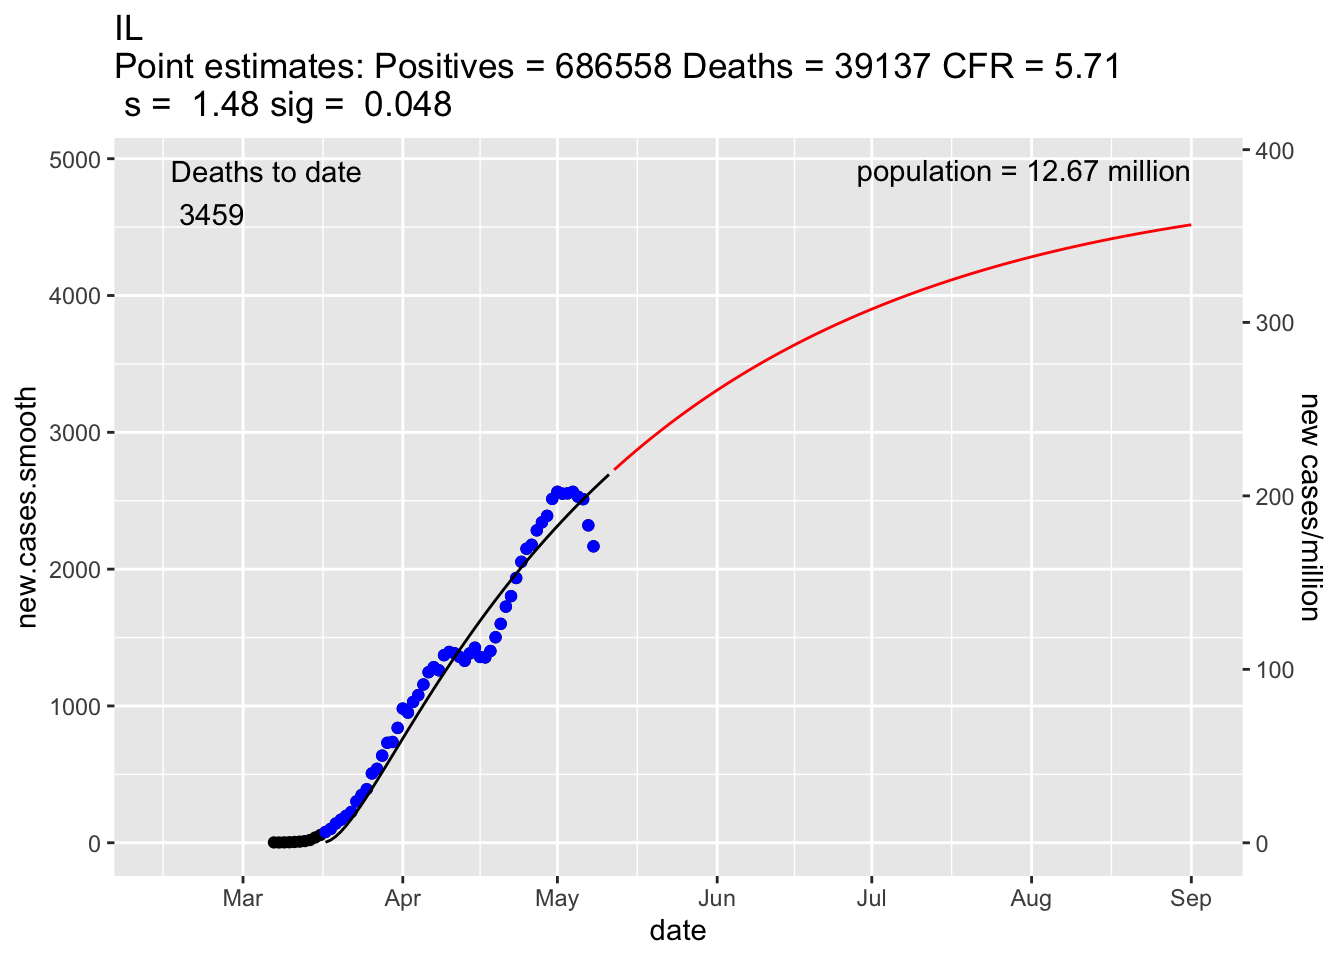 IL
Point estimates: Positives = 686558 Deaths = 39137 CFR = 5.71
s =  1.48 sig =  0.048
Deaths to date
3459
population = 12.67 million
5000
4000
3000
2000
1000
0
400
300
200
100
0
new.cases.smooth
new cases/million
Mar Apr May Jun Jul Aug Sep
date